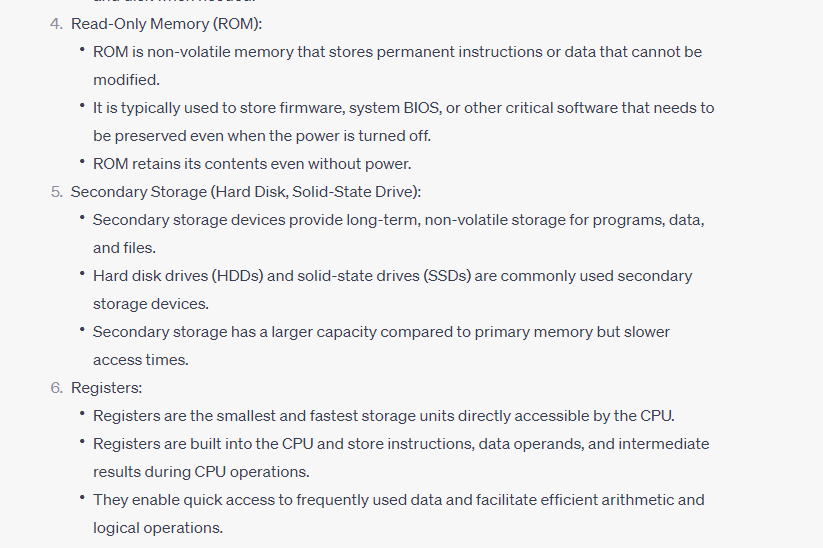 4. Read-Only Memory (ROM):
• ROM is non-volatile memory that stores permanent instructions or data that cannot be
modified.
• It is typically used to store firmware, system BIOS, or other critical software that needs to
be preserved even when the power is turned off.
• ROM retains its contents even without power.
5. Secondary Storage (Hard Disk, Solid-State Drive):
• Secondary storage devices provide long-term, non-volatile storage for programs, data,
and files.
• Hard disk drives (HDDs) and solid-state drives (SSDs) are commonly used secondary
storage devices.
• Secondary storage has a larger capacity compared to primary memory but slower
access times.
6. Registers:
• Registers are the smallest and fastest storage units directly accessible by the CPU.
• Registers are built into the CPU and store instructions, data operands, and intermediate
results during CPU operations.
• They enable quick access to frequently used data and facilitate efficient arithmetic and
logical operations.